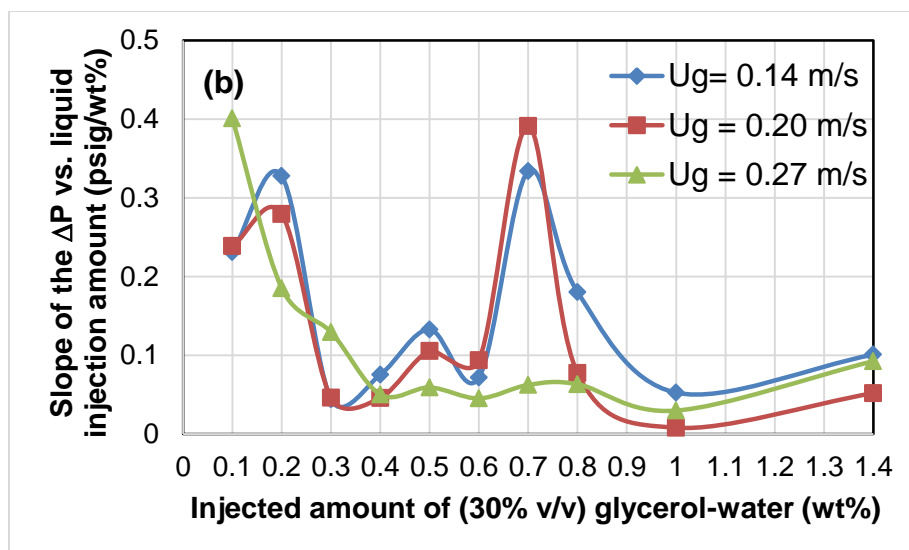 (b)
Ug= 0.14 m/s
Ug = 0.20 m/s
Ug = 0.27 m/s
Slope of the ΔP vs. liquid
injection amount (psig/wt%)
0.5
0.4
0.3
0.2
0.1
0
0 0.1 0.2 0.3 0.4 0.5 0.6 0.7 0.8 0.9 1 1.1 1.2 1.3 1.4
Injected amount of (30% v/v) glycerol-water (wt%)